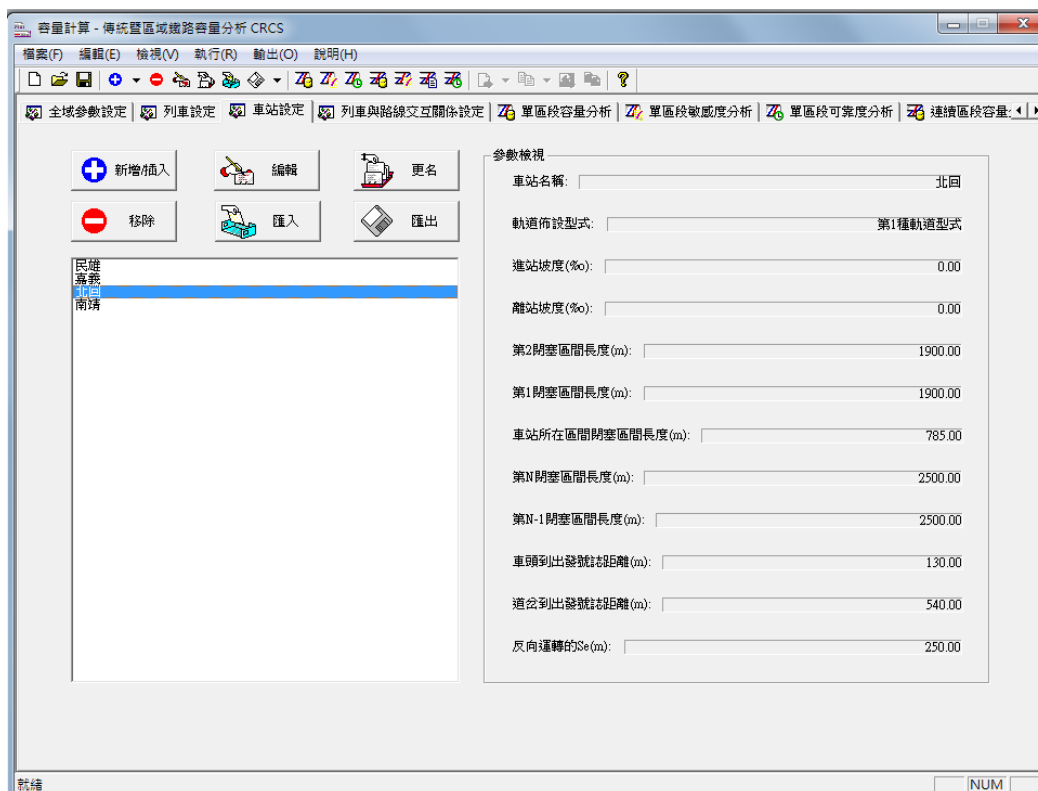 容量計算 - 傳統暨區域鐵路容量分析 CRCS
檔案(F) 編輯(E) 檢視(V) 執行(R) 輸出(O) 說明(H)
全域參數設定 列車設定 車站設定 列車與路線交互關係設定 單區段容量分析 單區段敏感度分析 單區段可靠度分析 連續區段容量
新增/插入 編輯 更名
移除 匯入 匯出
民雄
嘉義
北回
南靖
參數檢視
車站名稱: 北回
軌道佈設型式: 第1種軌道型式
進站坡度(‰): 0.00
離站坡度(‰): 0.00
第2閉塞區間長度(m): 1900.00
第1閉塞區間長度(m): 1900.00
車站所在區間閉塞區間長度(m): 785.00
第N閉塞區間長度(m): 2500.00
第N-1閉塞區間長度(m): 2500.00
車頭到出發號誌距離(m): 130.00
道岔到出發號誌距離(m): 540.00
反向運轉的Se(m): 250.00
就緒 NUM